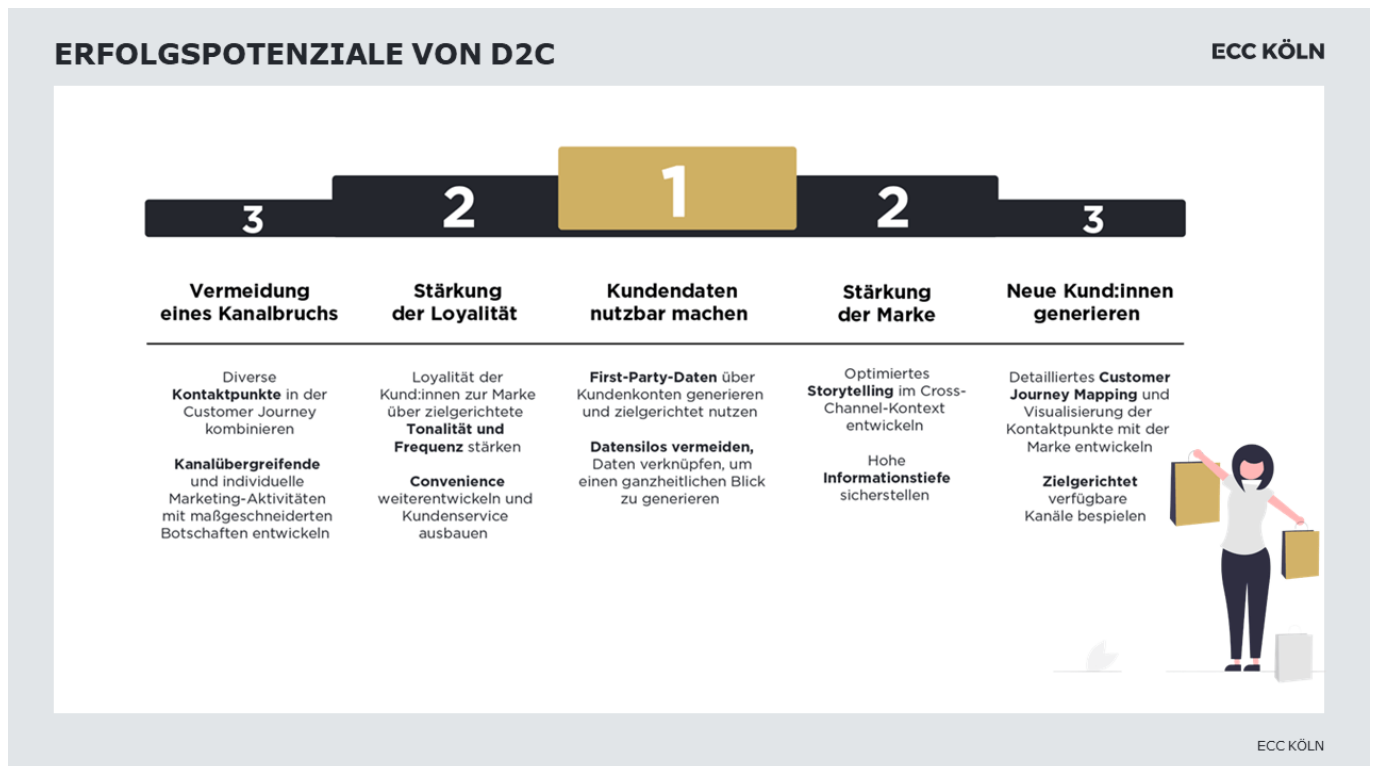 ERFOLGSPOTENZIALE VON D2C
ECC KÖLN
3
2
1
2
3
Vermeidung
eines Kanalbruchs
Diverse
Kontaktpunkte in der
Customer Journey
kombinieren
Kanalübergreifende
und individuelle
Marketing-Aktivitäten
mit maßgeschneiderten
Botschaften entwickeln
Stärkung
der Loyalität
Loyalität der
Kund:innen zur Marke
über zielgerichtete
Tonalität und
Frequenz stärken
Convenience
weiterentwickeln und
Kundenservice
ausbauen
Kundendaten
nutzbar machen
First-Party-Daten über
Kundenkonten generieren
und zielgerichtet nutzen
Datensilos vermeiden,
Daten verknüpfen, um
einen ganzheitlichen Blick
zu generieren
Stärkung
der Marke
Optimiertes
Storytelling im Cross-
Channel-Kontext
entwickeln
Hohe
Informationstiefe
sicherstellen
Neue Kund:innen
generieren
Detailliertes Customer
Journey Mapping und
Visualisierung der
Kontaktpunkte mit der
Marke entwickeln
Zielgerichtet
verfügbare
Kanäle bespielen
ECC KÖLN